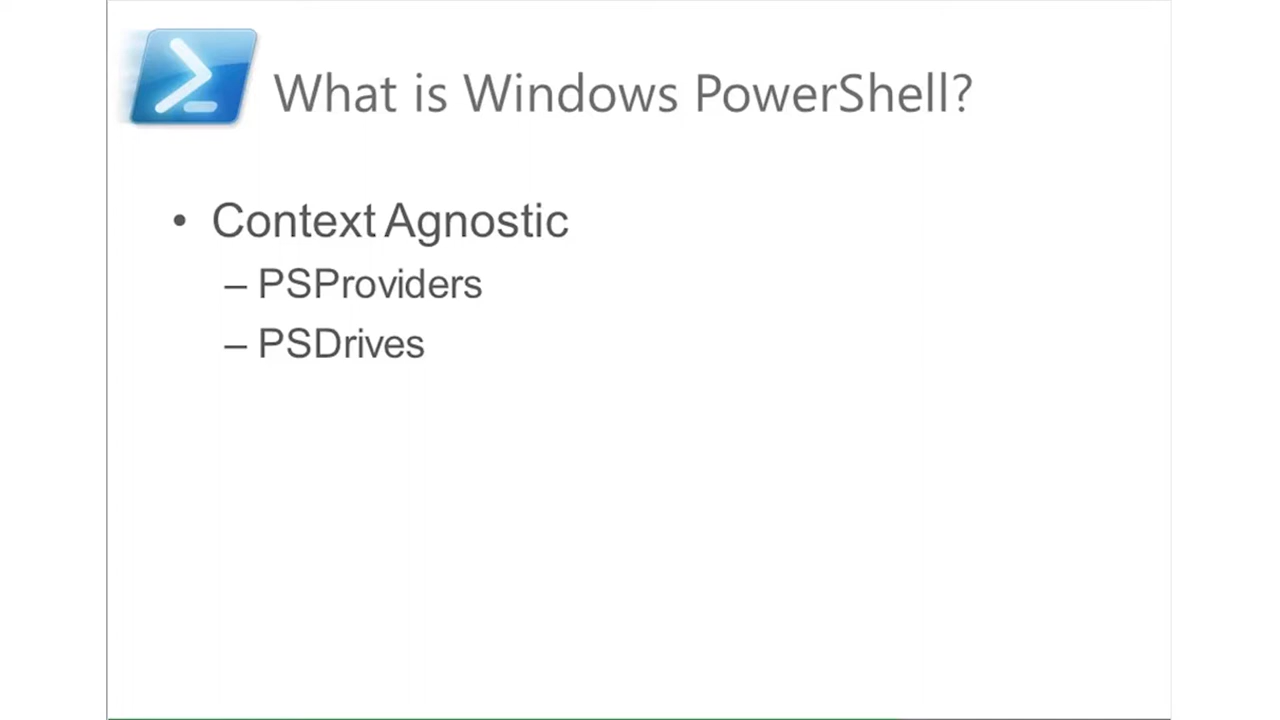 What is Windows PowerShell?
• Context Agnostic
– PSProviders
– PSDrives